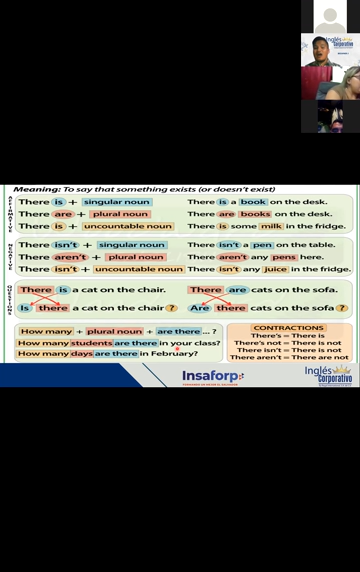 Inglés
Corporativo
Meaning: To say that something exists (or doesn't exist)
AFFIRMATIVE
There is + singular noun There is a book on the desk.
There are + plural noun There are books on the desk.
There is + uncountable noun There is some milk in the fridge.
NEGATIVE
There isn't + singular noun There isn't a pen on the table.
There aren't + plural noun There aren't any pens here.
There isn't + uncountable noun There isn't any juice in the fridge.
QUESTIONS
There is a cat on the chair. There are cats on the sofa.
Is there a cat on the chair? Are there cats on the sofa?
How many + plural noun + are there... ?
How many students are there in your class?
How many days are there in February?
CONTRACTIONS
There's = There is
There's not = There is not
There isn't = There is not
There aren't = There are not
Insaforp
Inglés
Corporativo